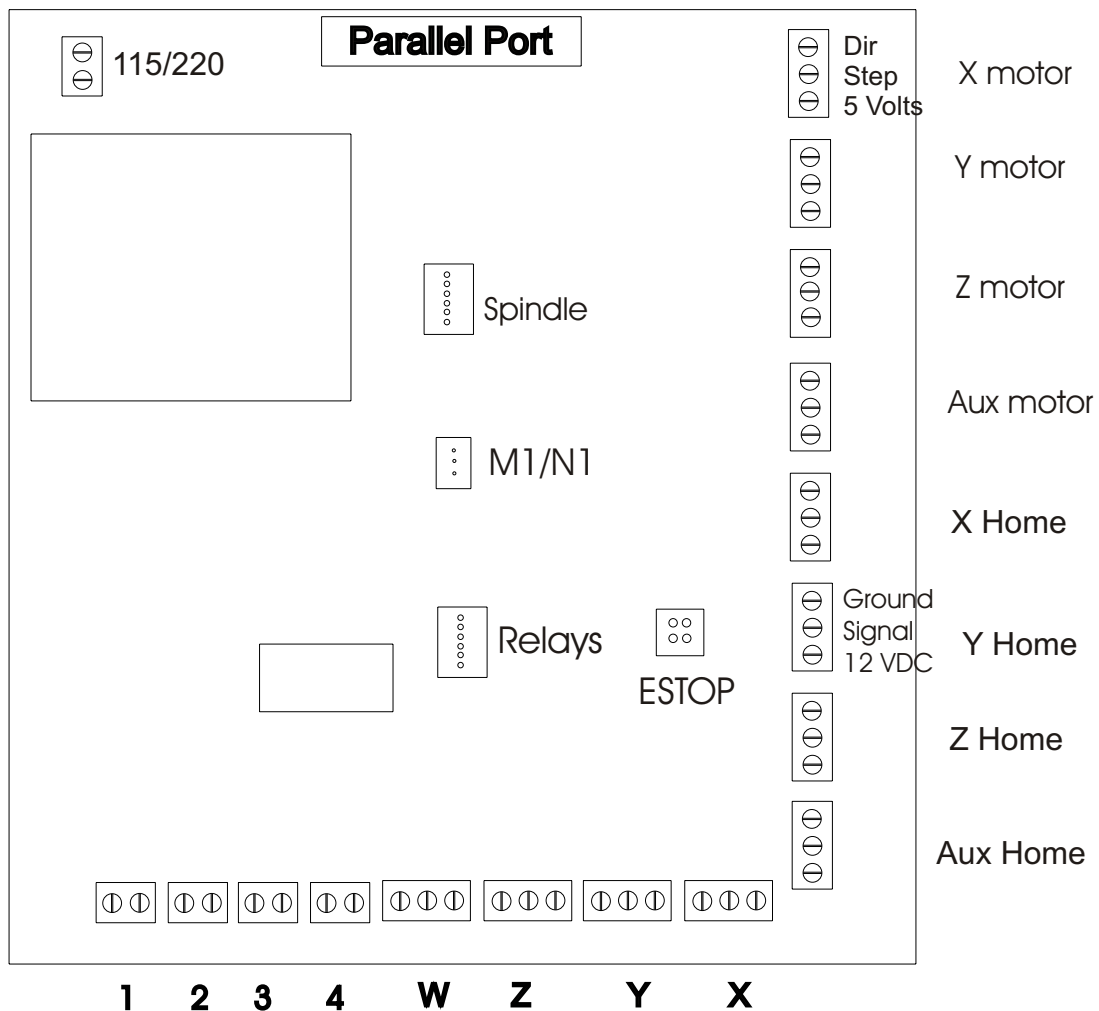 Parallel Port
115/220
Dir
Step
5 Volts
X motor
Y motor
Z motor
Spindle
Aux motor
M1/N1
X Home
Ground
Signal
12 VDC
Y Home
Relays
ESTOP
Z Home
Aux Home
1 2 3 4 W Z Y X